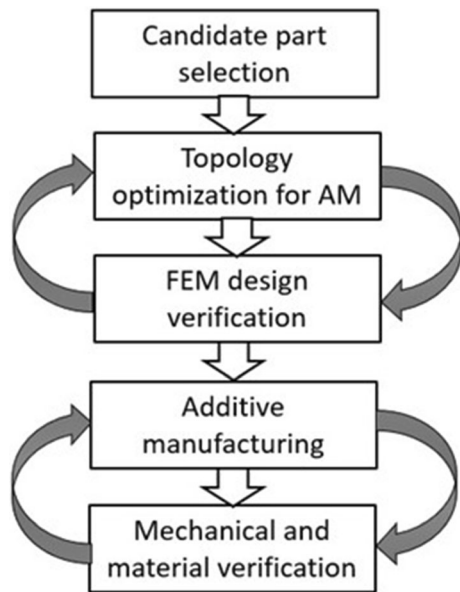 Candidate part
selection
Topology
optimization for AM
FEM design
verification
Additive
manufacturing
Mechanical and
material verification